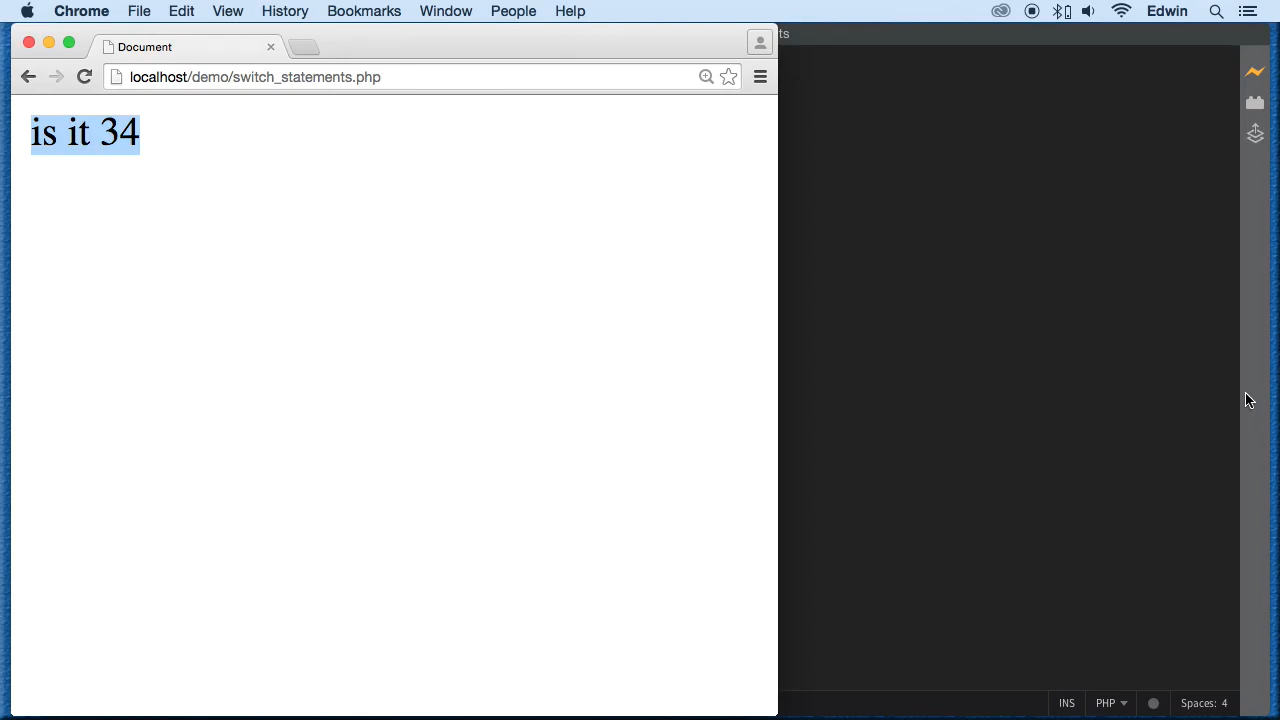 Chrome File Edit View History Bookmarks Window People Help Edwin
Document
ts
localhost/demo/switch_statements.php
is it 34
INS PHP Spaces: 4